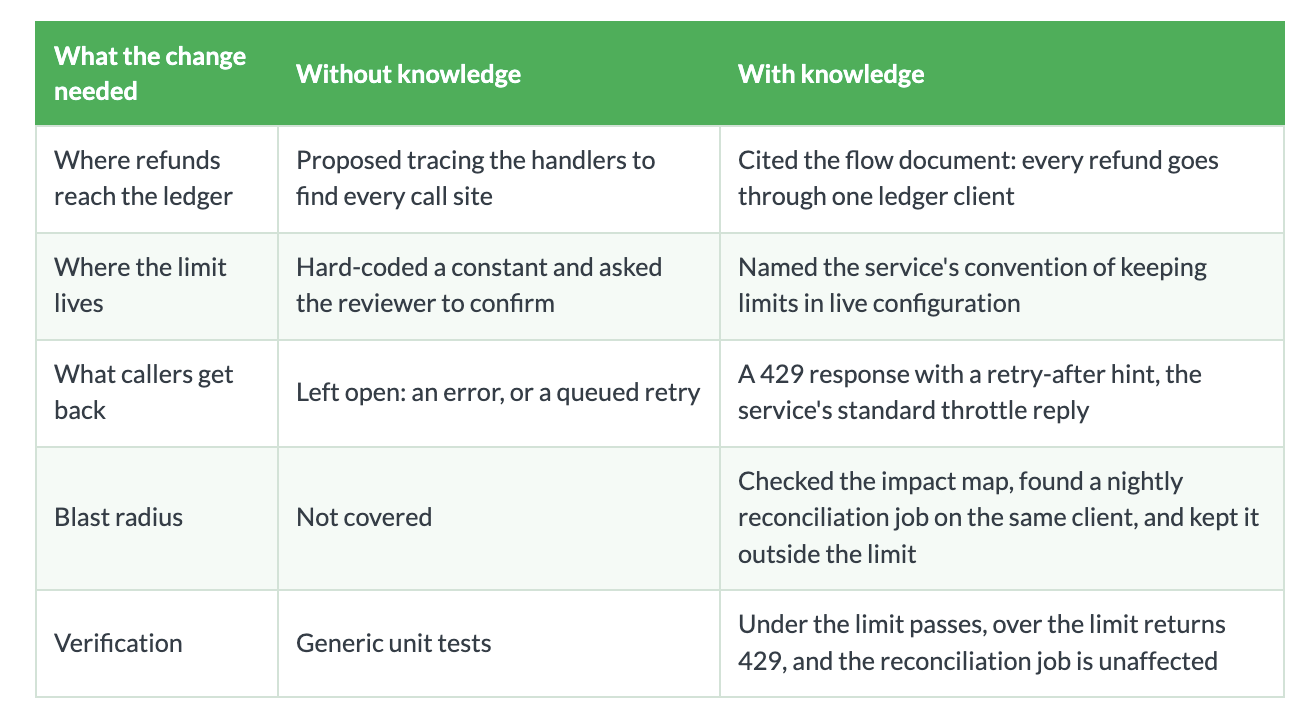 What the change
needed
Without knowledge
With knowledge
Where refunds
reach the ledger
Proposed tracing the handlers to
find every call site
Cited the flow document: every refund goes
through one ledger client
Where the limit
lives
Hard-coded a constant and asked
the reviewer to confirm
Named the service's convention of keeping
limits in live configuration
What callers get
back
Left open: an error, or a queued retry
A 429 response with a retry-after hint, the
service's standard throttle reply
Blast radius
Not covered
Checked the impact map, found a nightly
reconciliation job on the same client, and kept it
outside the limit
Verification
Generic unit tests
Under the limit passes, over the limit returns
429, and the reconciliation job is unaffected